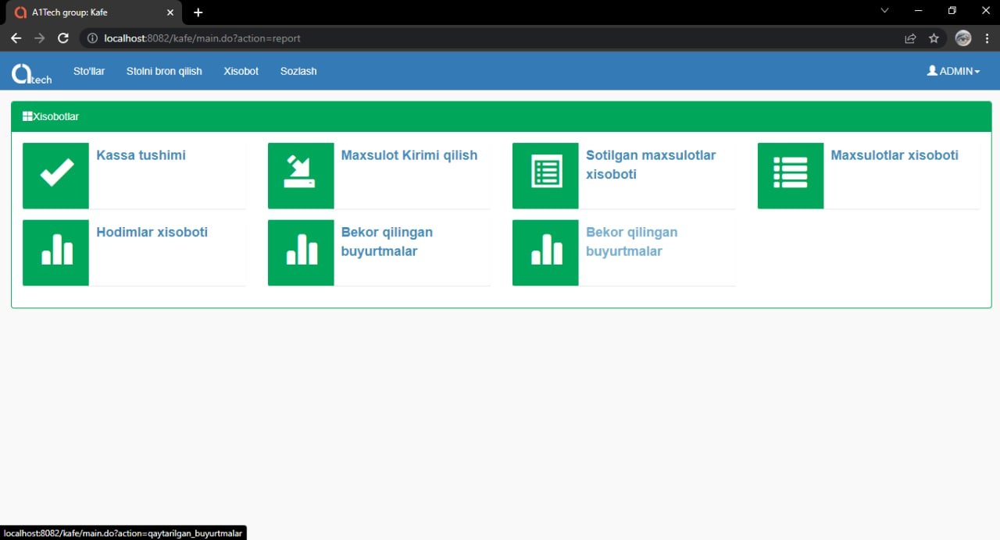 A1Tech group: Kafe
localhost:8082/kafe/main.do?action=report
tech
Sto'llar
Stolni bron qilish
Xisobot
Sozlash
ADMIN
Xisobotlar
Kassa tushimi
Maxsulot Kirimi qilish
Sotilgan maxsulotlar
xisoboti
Maxsulotlar xisoboti
Hodimlar xisoboti
Bekor qilingan
buyurtmalar
Bekor qilingan
buyurtmalar
localhost:8082/kafe/main.do?action=qaytarilgan_buyurtmalar